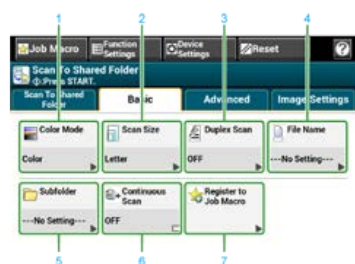 1 2 3 4
Job Macro Function Settings Device Settings Reset ?
Scan To Shared Folder
:Press START.
Scan To Shared Folder Basic Advanced Image Settings
Color Mode Scan Size Duplex Scan File Name
Color Letter OFF ---No Setting---
Subfolder Continuous Scan Register to Job Macro
---No Setting--- OFF
5 6 7